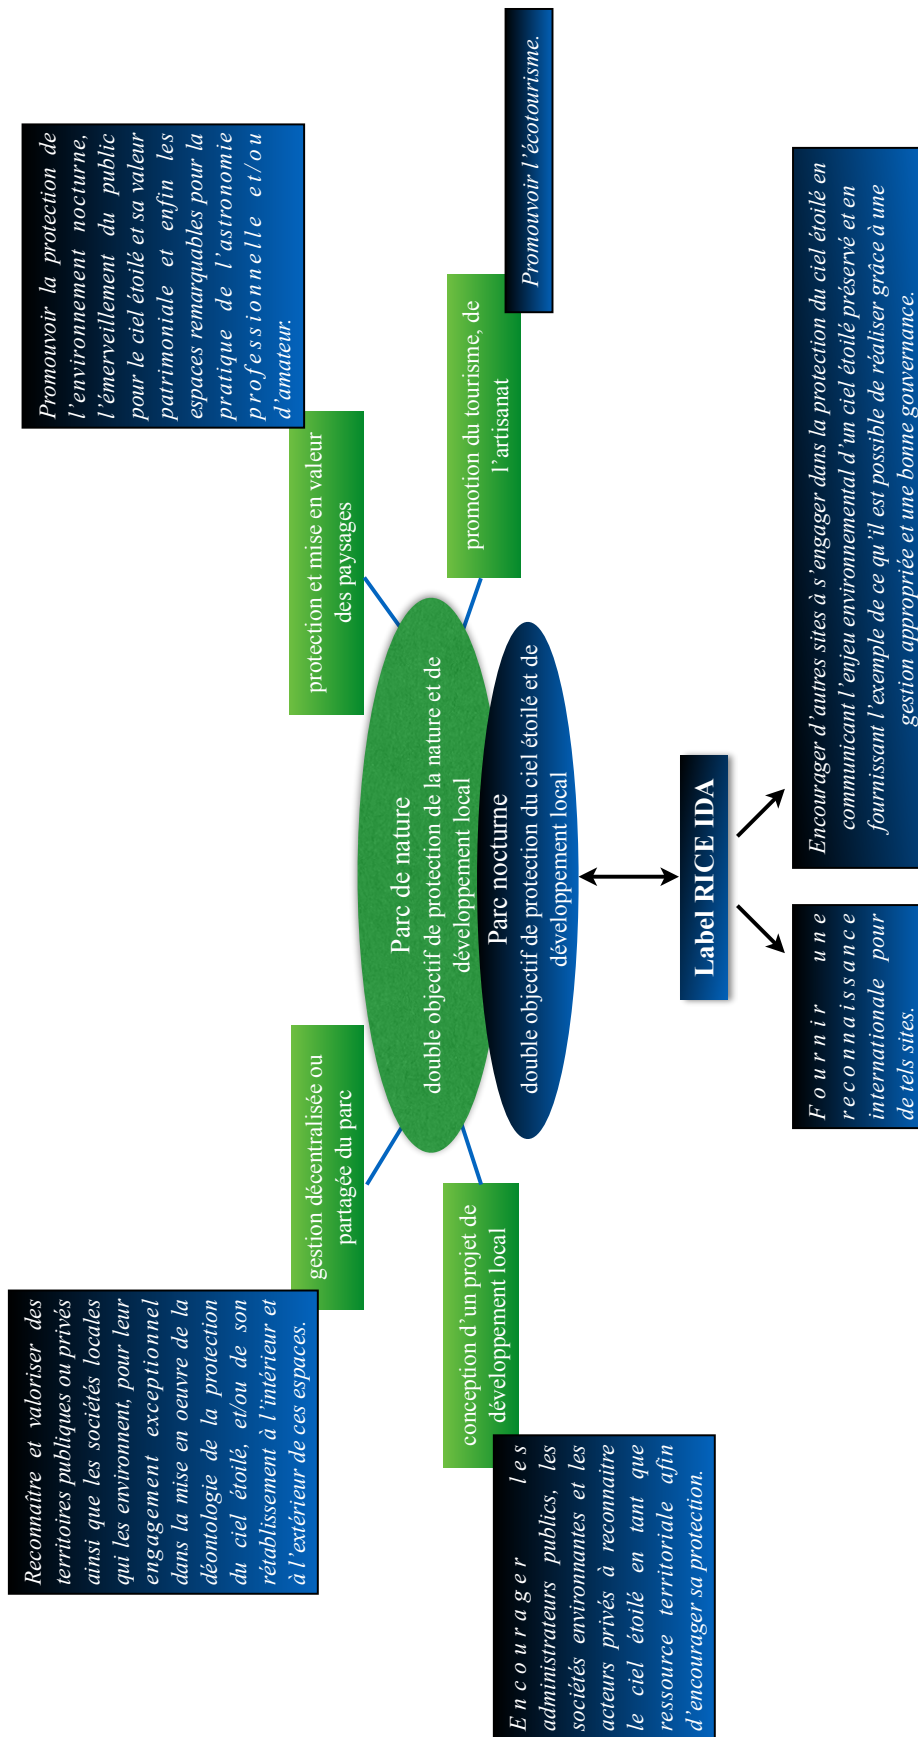 Reconnaître et valoriser des
territoires publiques ou privés
ainsi que les sociétés locales
qui les environnent, pour leur
engagement exceptionnel
dans la mise en oeuvre de la
déontologie de la protection
du ciel étoilé, et/ou de son
rétablissement à l'intérieur et
à l'extérieur de ces espaces.
gestion décentralisée ou
partagée du parc
Promouvoir la protection de
l'environnement nocturne,
l'émerveillement du public
pour le ciel étoilé et sa valeur
patrimoniale et enfin les
espaces remarquables pour la
pratique de l'astronomie
professionnelle et/ou
d'amateur.
protection et mise en valeur
des paysages
Parc de nature
double objectif de protection de la nature et de
développement local
Parc nocturne
double objectif de protection du ciel étoilé et de
développement local
conception d'un projet de
développement local
Encourager les
administrateurs publics, les
sociétés environnantes et les
acteurs privés à reconnaitre
le ciel étoilé en tant que
ressource territoriale afin
d'encourager sa protection.
promotion du tourisme, de
l'artisanat
Promouvoir l'écotourisme.
Label RICE IDA
Fournir une
reconnaissance
internationale pour
de tels sites.
Encourager d'autres sites à s'engager dans la protection du ciel étoilé en
communicant l'enjeu environnemental d'un ciel étoilé préservé et en
fournissant l'exemple de ce qu'il est possible de réaliser grâce à une
gestion appropriée et une bonne gouvernance.